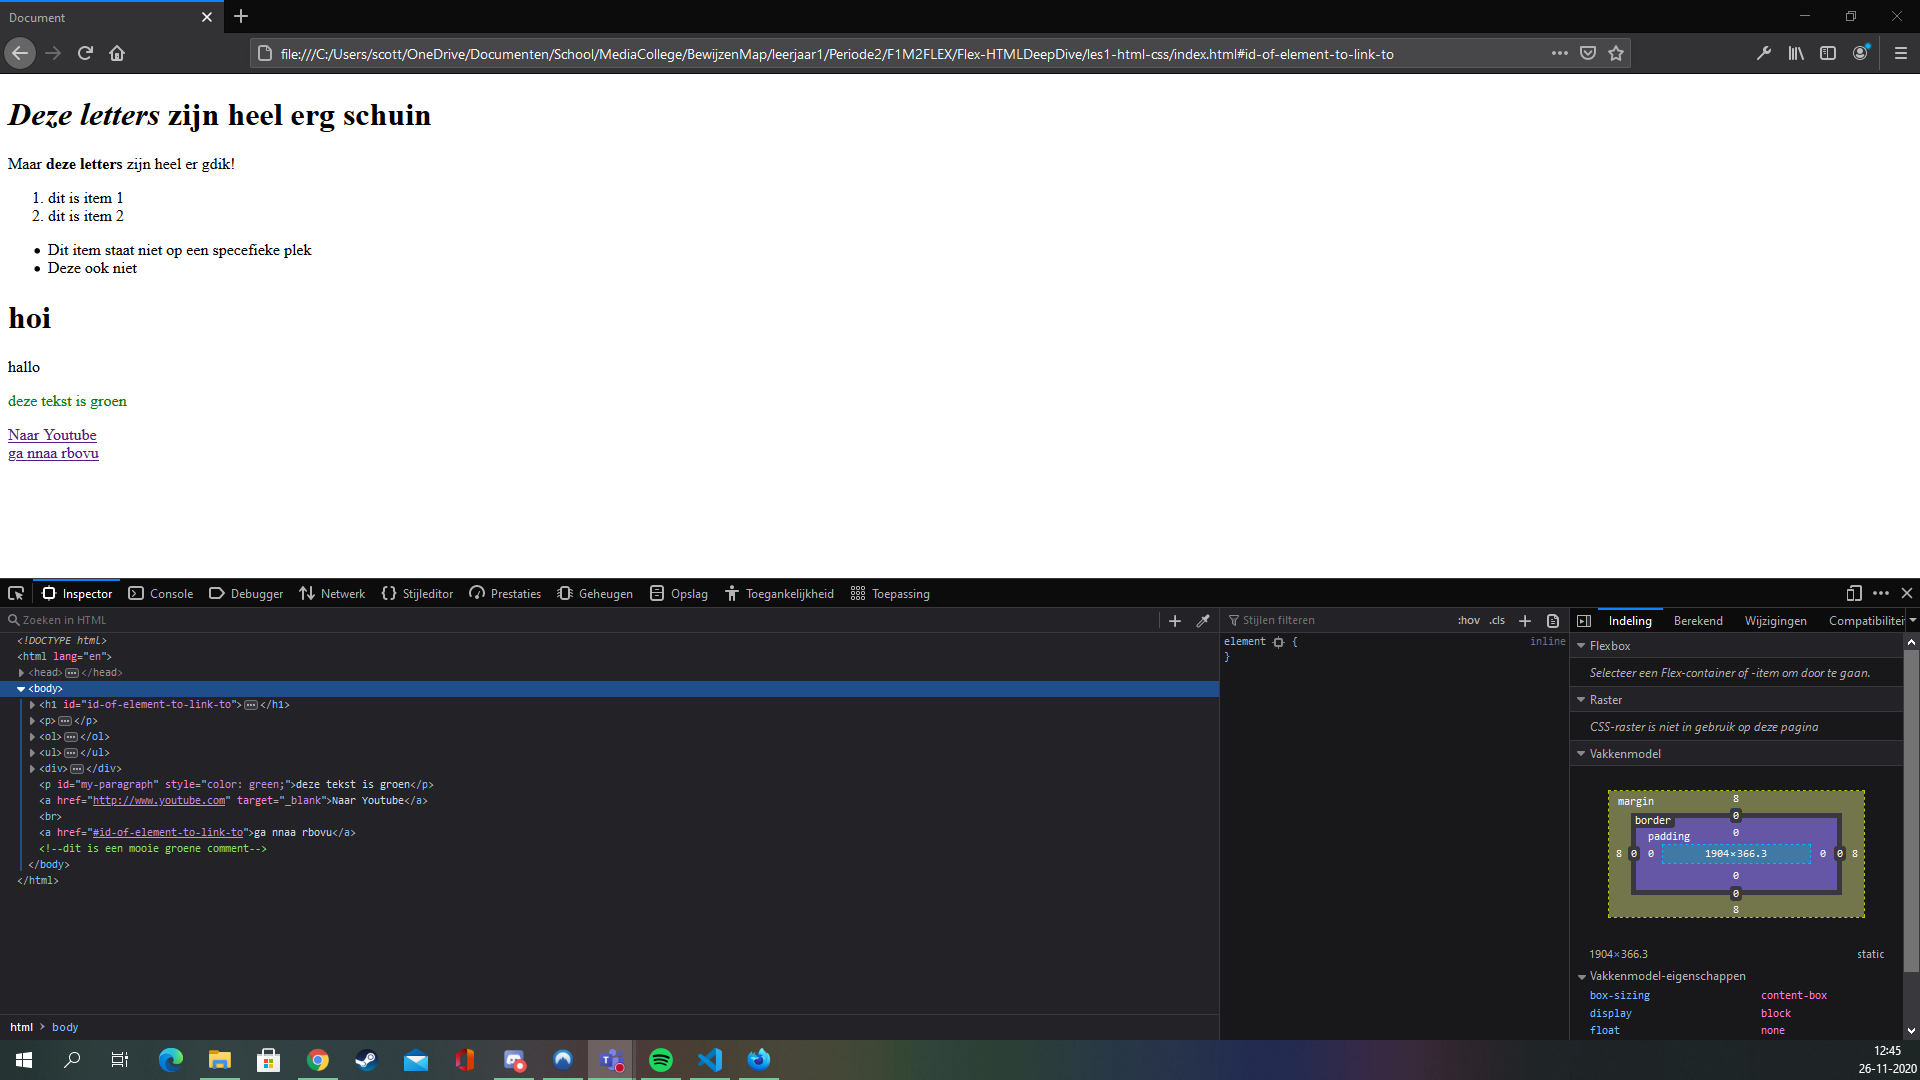 Document
file:///C:/Users/scott/OneDrive/Documenten/School/MediaCollege/BewijzenMap/leerjaar1/Periode2/F1M2FLEX/Flex-HTMLDeepDive/les1-html-css/index.html#id-of-element-to-link-to
Deze letters zijn heel erg schuin
Maar deze letters zijn heel er gdik!
1. dit is item 1
2. dit is item 2
• Dit item staat niet op een specefieke plek
• Deze ook niet
hoi
hallo
deze tekst is groen
Naar Youtube
ga nnaa rbovu
Inspector Console Debugger Netwerk Stijleditor Prestaties Geheugen Opslag Toegankelijkheid Toepassing
Zoeken in HTML
<!DOCTYPE html>
<html lang="en">
<head>
</head>
<body>
<h1 id="id-of-element-to-link-to"> </h1>
<p> </p>
<ol> </ol>
<ul> </ul>
<div> </div>
<p id="my-paragraph" style="color: green;">deze tekst is groen</p>
<a href="http://www.youtube.com" target="_blank">Naar Youtube</a>
<br>
<a href="#id-of-element-to-link-to">ga nnaa rbovu</a>
<!--dit is een mooie groene comment-->
</body>
</html>
html > body
Stijlen filteren :hov .cls
element { inline
}
Indeling Berekend Wijzigingen Compatibiliteit
Flexbox
Selecteer een Flex-container of -item om door te gaan.
Raster
CSS-raster is niet in gebruik op deze pagina
Vakkenmodel
margin 8
border 0
padding 0
8 0 0 1904×366.3 0 0 8
0
0
8
1904×366.3 static
Vakkenmodel-eigenschappen
box-sizing content-box
display block
float none
12:45
26-11-2020